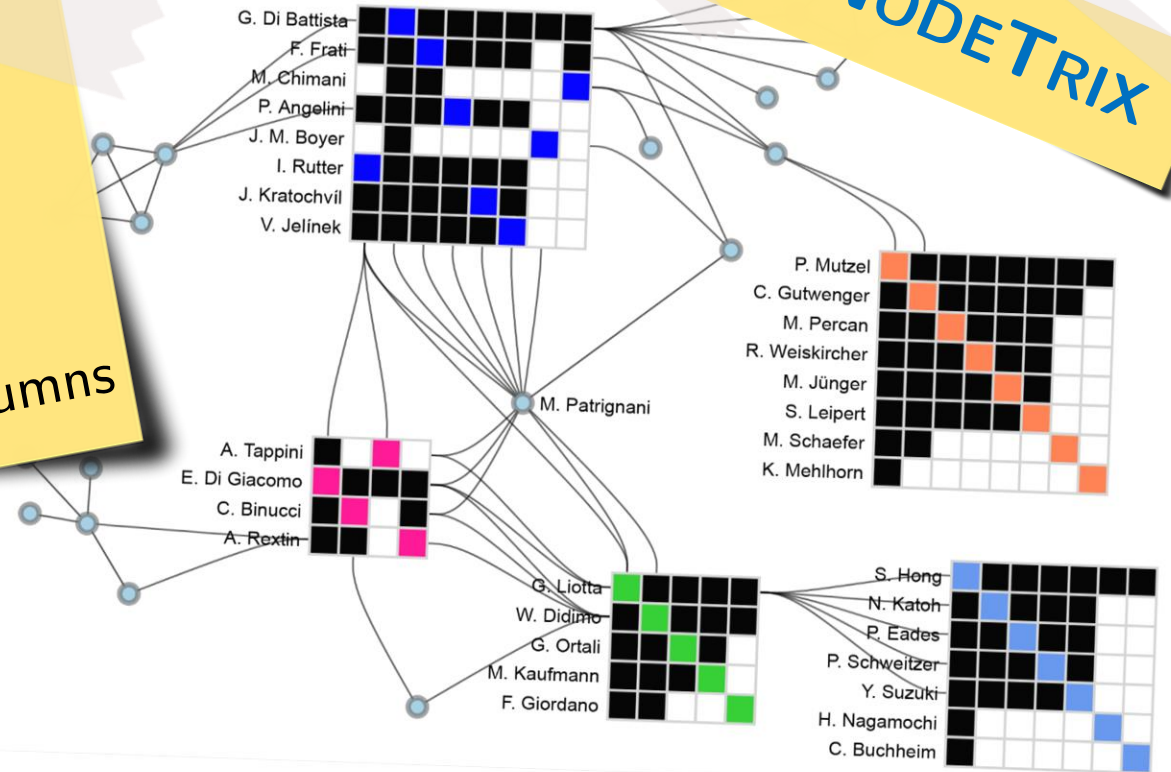 NODETRIX
G. Di Battista
F. Frati
M. Chimani
P. Angelini
J. M. Boyer
I. Rutter
J. Kratochvíl
V. Jelínek
P. Mutzel
C. Gutwenger
M. Percan
R. Weiskircher
M. Jünger
S. Leipert
M. Schaefer
K. Mehlhorn
umns
M. Patrignani
A. Tappini
E. Di Giacomo
C. Binucci
A. Rextin
G. Liotta
W. Didimo
G. Ortali
M. Kaufmann
F. Giordano
S. Hong
N. Katoh
P. Eades
P. Schweitzer
Y. Suzuki
H. Nagamochi
C. Buchheim